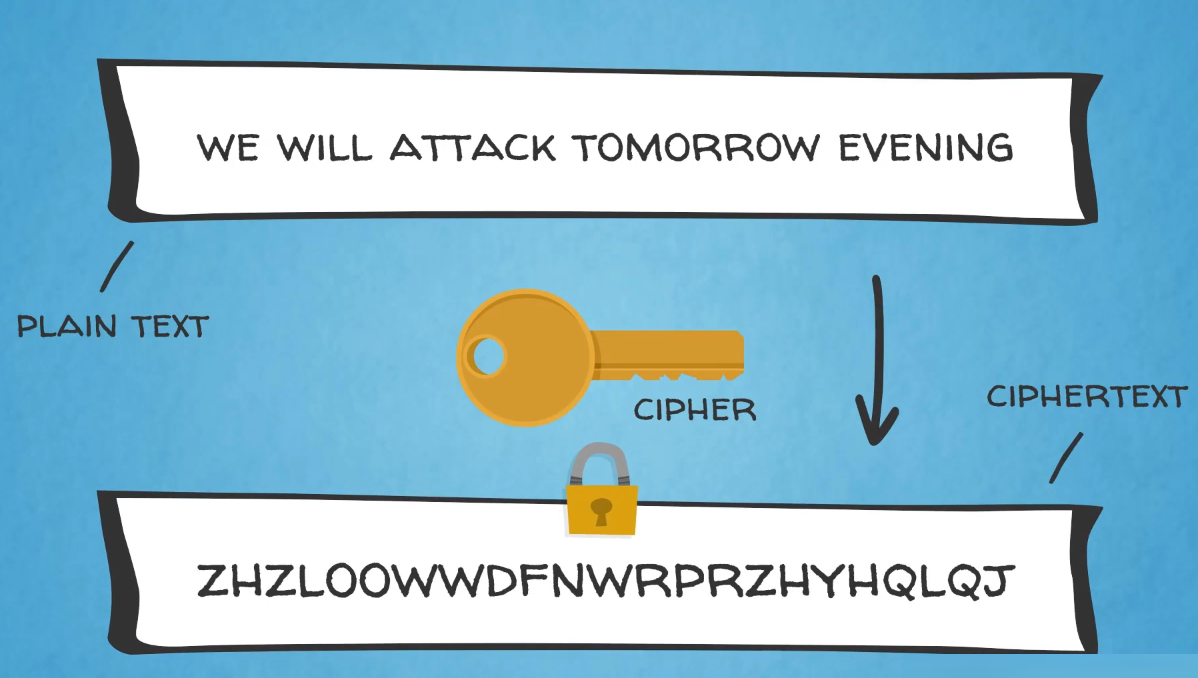 WE WILL ATTACK TOMORROW EVENING
PLAIN TEXT
CIPHER
CIPHERTEXT
ZHZLOOWWDFNWRPRZHYHQLQJ